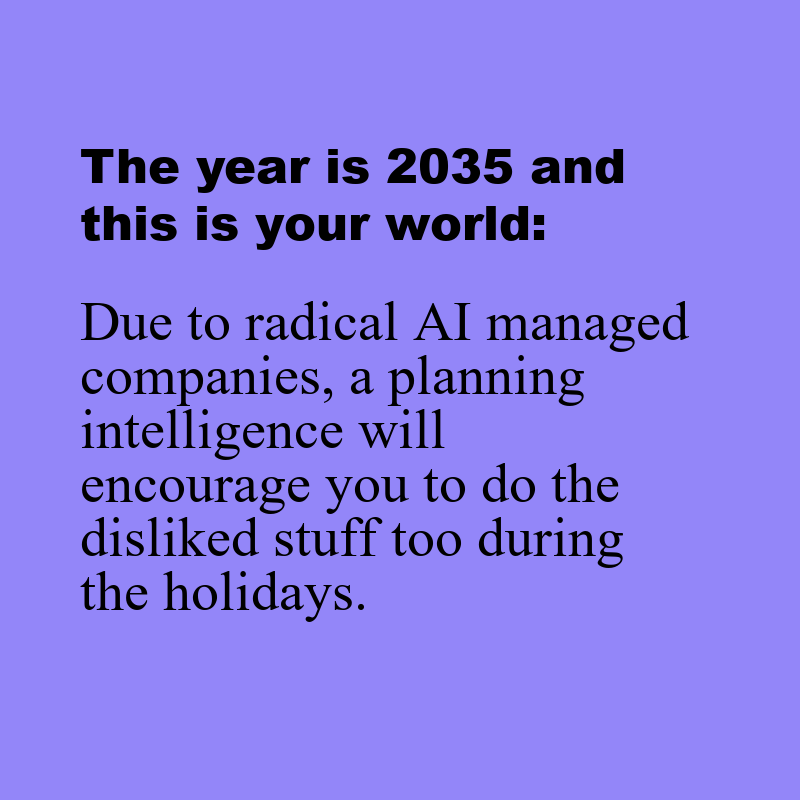 The year is 2035 and
this is your world:
Due to radical AI managed
companies, a planning
intelligence will
encourage you to do the
disliked stuff too during
the holidays.